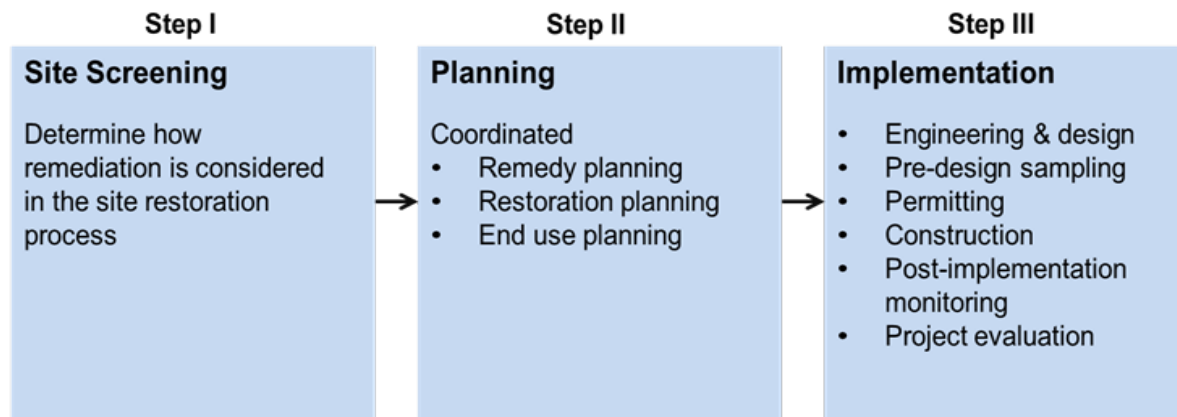 Step I
Site Screening
Determine how
remediation is considered
in the site restoration
process
Step II
Planning
Coordinated
• Remedy planning
• Restoration planning
• End use planning
Step III
Implementation
• Engineering & design
• Pre-design sampling
• Permitting
• Construction
• Post-implementation
monitoring
• Project evaluation